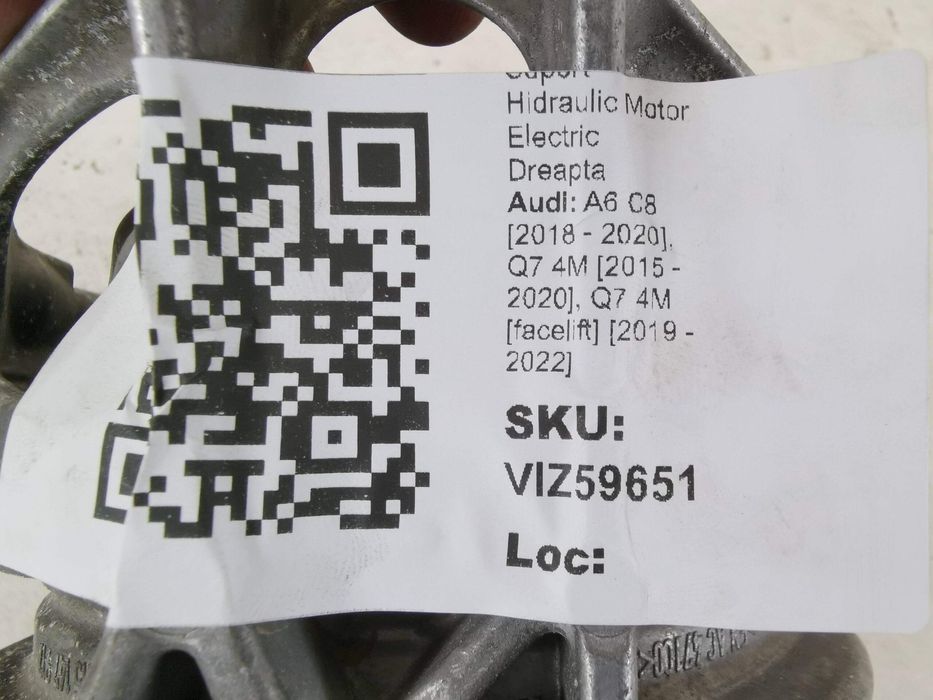 Suport
Hidraulic Motor
Electric
Dreapta
Audi: A6 C8
[2018 - 2020],
Q7 4M [2015 -
2020], Q7 4M
[facelift] [2019 -
2022]
SKU:
VIZ59651
Loc: